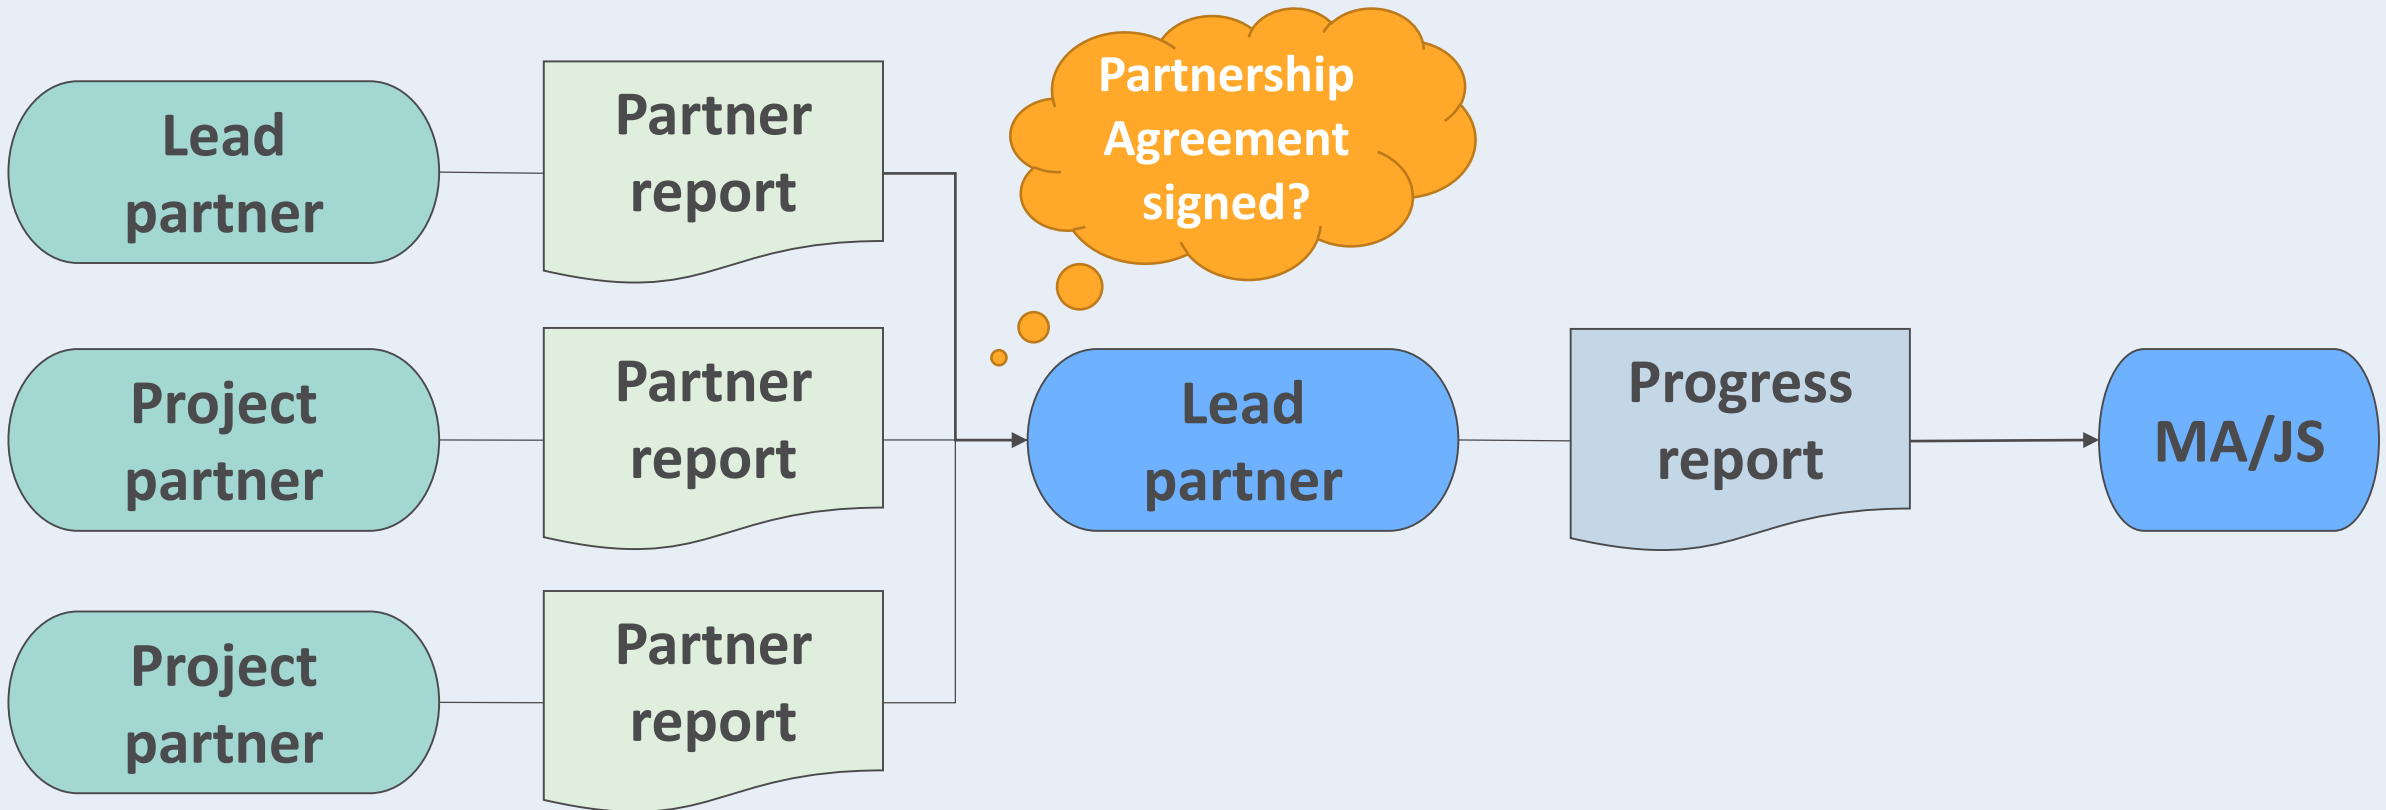 Lead
partner
Partner
report
Partnership
Agreement
signed?
Project
partner
Partner
report
Lead
partner
Progress
report
MA/JS
Project
partner
Partner
report